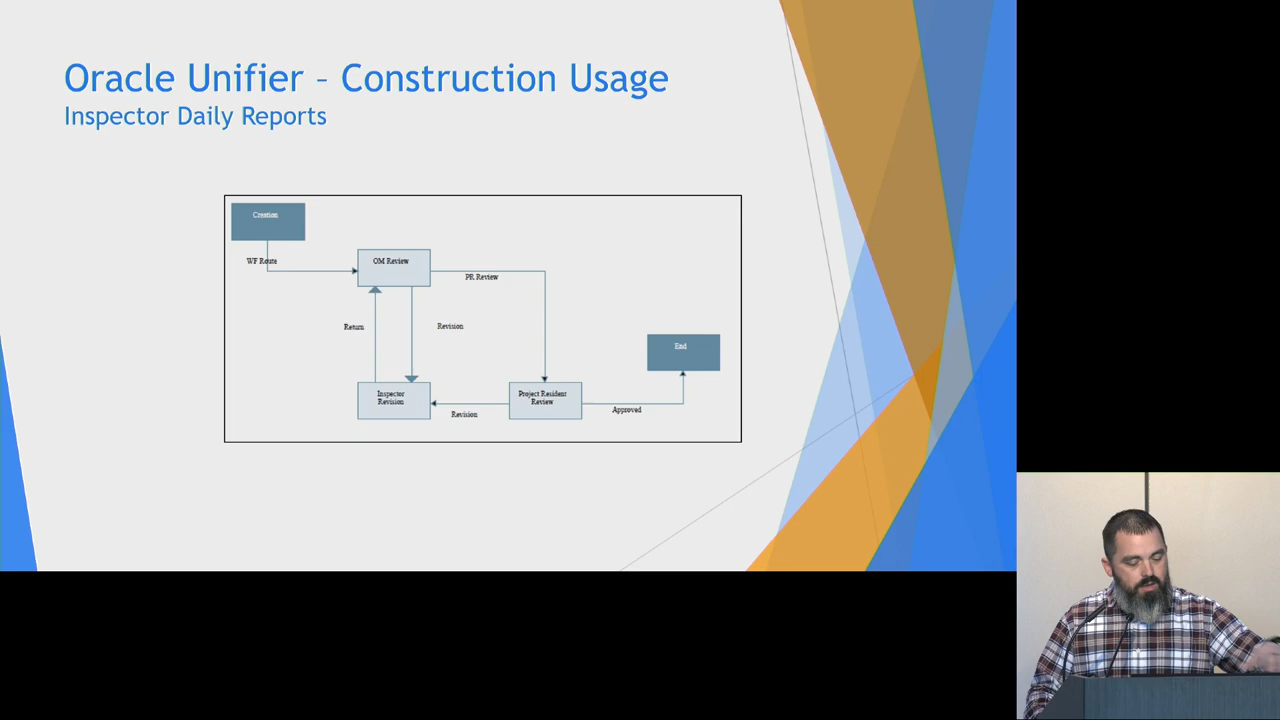 Oracle Unifier – Construction Usage
Inspector Daily Reports
Creation
WF Route
OM Review
PR Review
Return
Revision
End
Inspector
Revision
Project Resident
Review
Revision
Approved